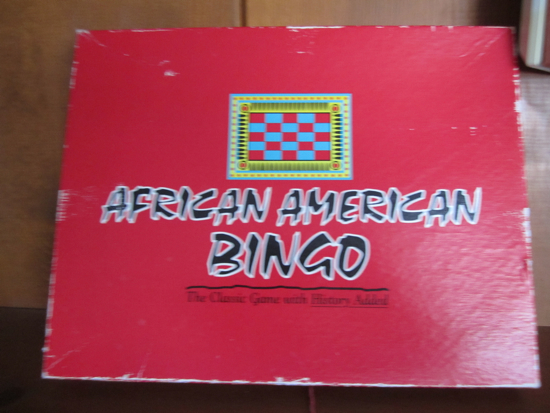 AFRICAN AMERICAN
BINGO
The Classic Game with History Added